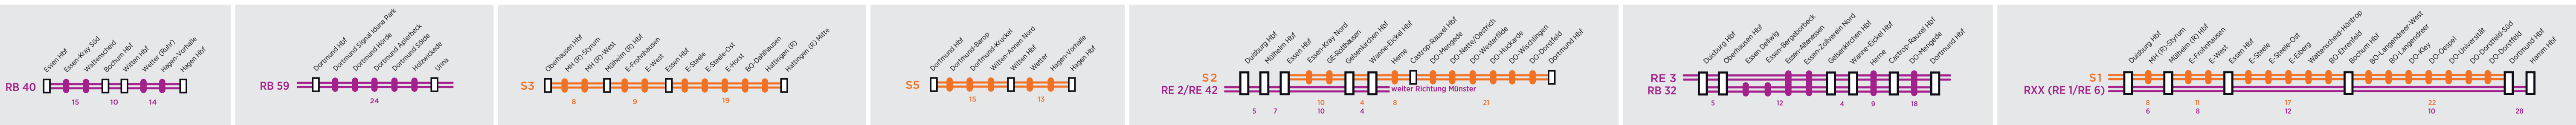 RB 40
Essen Hbf
Essen-Kray Süd
Wattenscheid
Bochum Hbf
Witten Hbf
Wetter (Ruhr)
Hagen-Vorhalle
Hagen Hbf
15 10 14
RB 59
Dortmund Hbf
Dortmund Signal Iduna Park
Dortmund Hörde
Dortmund Aplerbeck
Dortmund Sölde
Holzwickede
Unna
24
S3
Oberhausen Hbf
MH (R)-Styrum
MH (R)-West
Mülheim (R) Hbf
E-Frohnhausen
E-West
Essen Hbf
E-Steele
E-Steele-Ost
E-Horst
BO-Dahlhausen
Hattingen (R)
Hattingen (R) Mitte
8 9 19
S5
Dortmund Hbf
Dortmund-Barop
Dortmund-Kruckel
Witten-Annen Nord
Witten Hbf
Wetter
Hagen-Vorhalle
Hagen Hbf
15 13
S2
RE 2/RE 42
Duisburg Hbf
Mülheim Hbf
Essen Hbf
Essen-Kray Nord
GE-Rotthausen
Gelsenkirchen Hbf
Wanne-Eickel Hbf
Herne
Castrop-Rauxel Hbf
DO-Mengede
DO-Nette/Oestrich
DO-Westerfilde
DO-Huckarde
DO-Wischlingen
DO-Dorstfeld
Dortmund Hbf
weiter Richtung Münster
10 4 8 21
5 7 10 4
RE 3
RB 32
Duisburg Hbf
Oberhausen Hbf
Essen Dellwig
Essen-Bergeborbeck
Essen-Altenessen
Essen Zollverein Nord
Gelsenkirchen Hbf
Wanne-Eickel Hbf
Herne
Castrop-Rauxel Hbf
DO-Mengede
Dortmund Hbf
5 12 4 9 18
S1
RXX (RE 1/RE 6)
Duisburg Hbf
MH (R)-Styrum
Mülheim (R) Hbf
E-Frohnhausen
E-West
Essen Hbf
E-Steele
E-Steele-Ost
E-Eiberg
Wattenscheid-Höntrop
BO-Ehrenfeld
Bochum Hbf
BO-Langendreer-West
BO-Langendreer
DO-Kley
DO-Oespel
DO-Universität
DO-Dorstfeld-Süd
DO-Dorstfeld
Dortmund Hbf
Hamm Hbf
8 11 17 22
6 8 12 10 28